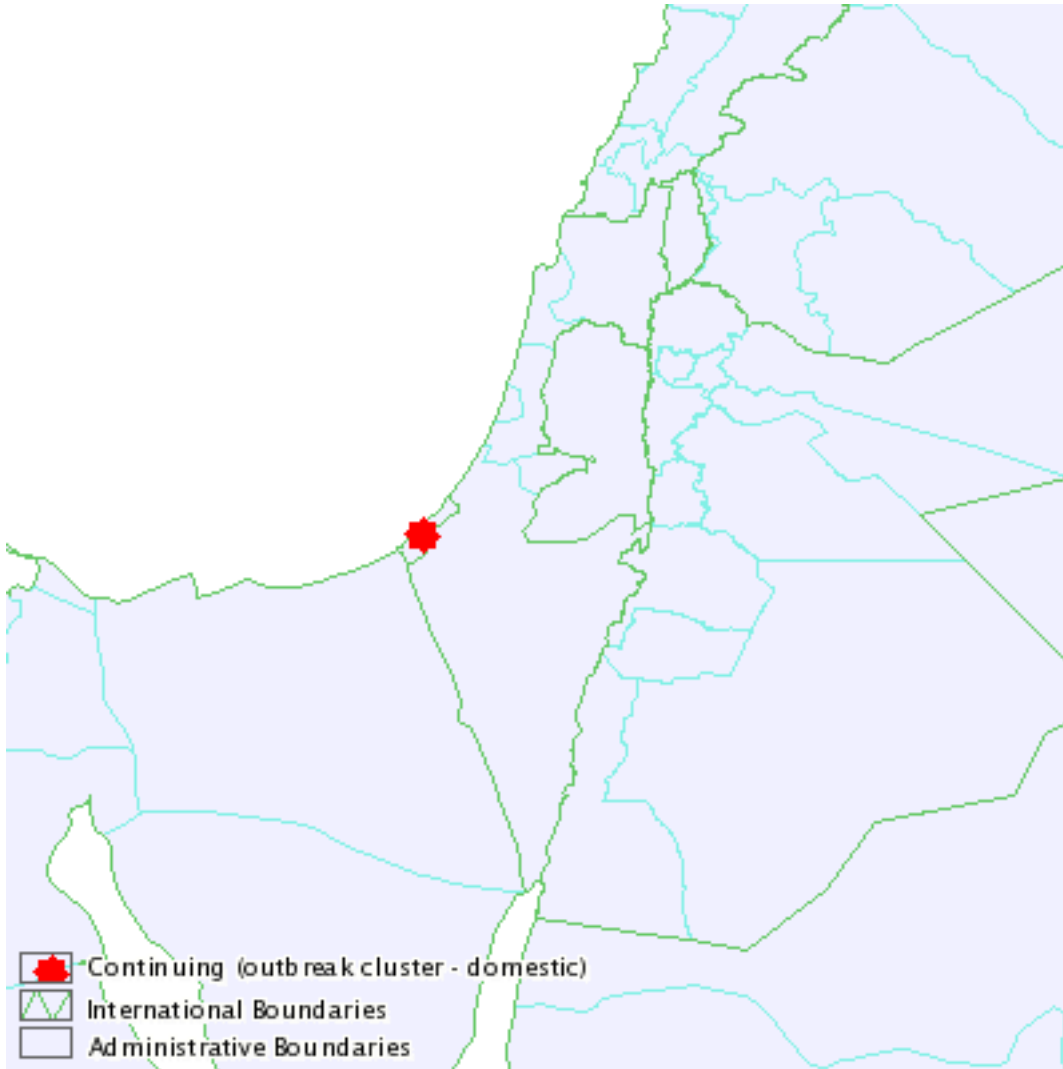 Continuing (outbreak cluster - domestic)
International Boundaries
Administrative Boundaries